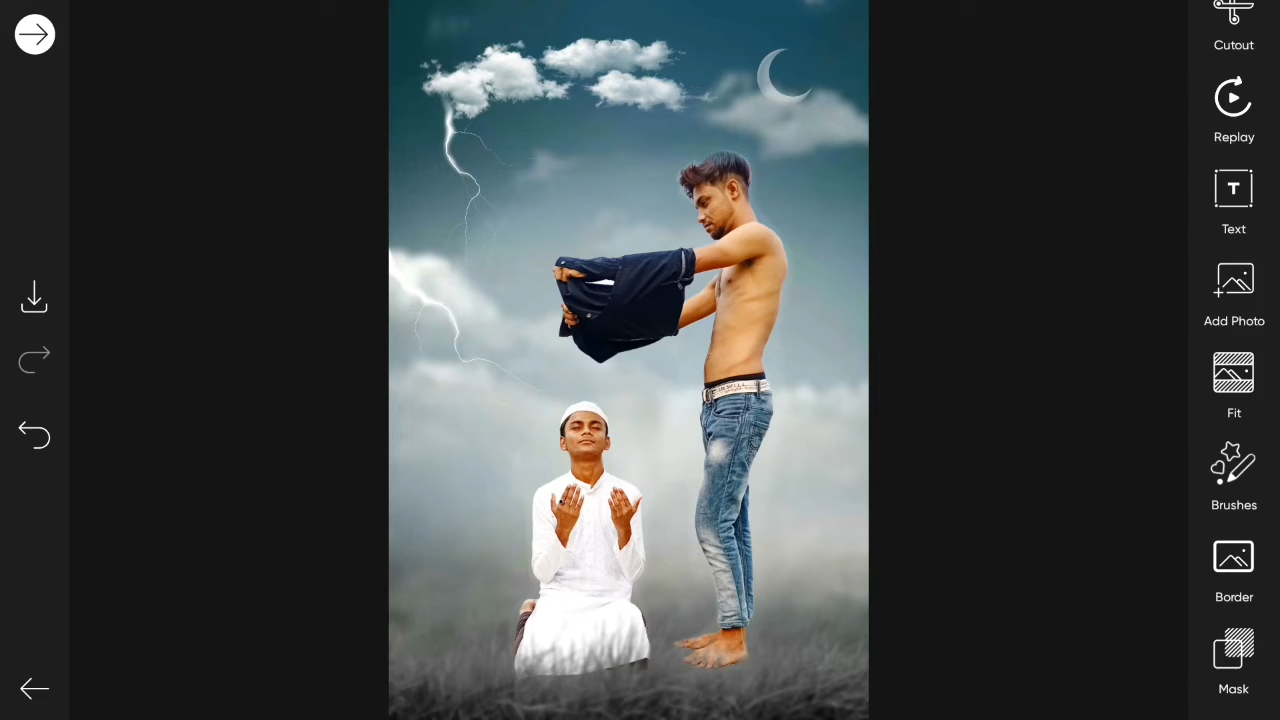 Cutout
Replay
T
Text
Add Photo
Fit
Brushes
Border
Mask